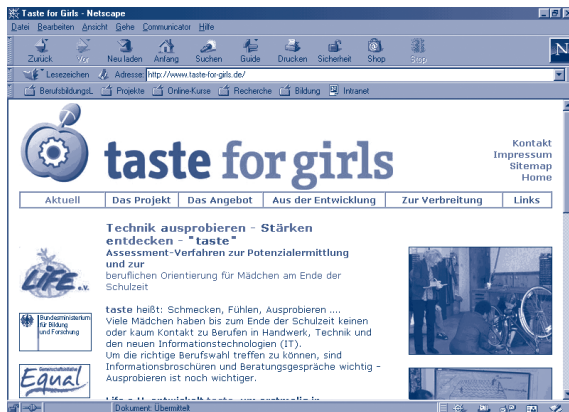 Taste for Girls - Netscape
Datei Bearbeiten Ansicht Gehe Communicator Hilfe
Zurück Vor Neu laden Anfang Suchen Guide Drucken Sicherheit Shop Stop
Lesezeichen Adresse: http://www.taste-for-girls.de/
BerufsbildungsL Projekte Online-Kurse Recherche Bildung Intranet
taste for girls
Kontakt
Impressum
Sitemap
Home
Aktuell Das Projekt Das Angebot Aus der Entwicklung Zur Verbreitung Links
Technik ausprobieren - Stärken
entdecken - "taste"
Assessment-Verfahren zur Potenzialermittlung
und zur
beruflichen Orientierung für Mädchen am Ende der
Schulzeit
LiFE e.V.
taste heißt: Schmecken, Fühlen, Ausprobieren ....
Viele Mädchen haben bis zum Ende der Schulzeit keinen
oder kaum Kontakt zu Berufen in Handwerk, Technik und
den neuen Informationstechnologien (IT).
Um die richtige Berufswahl treffen zu können, sind
Informationsbroschüren und Beratungsgespräche wichtig -
Ausprobieren ist noch wichtiger.
Bundesministerium
für Bildung
und Forschung
Gemeinschaftsinitiative
Equal
Dokument: Übermittelt